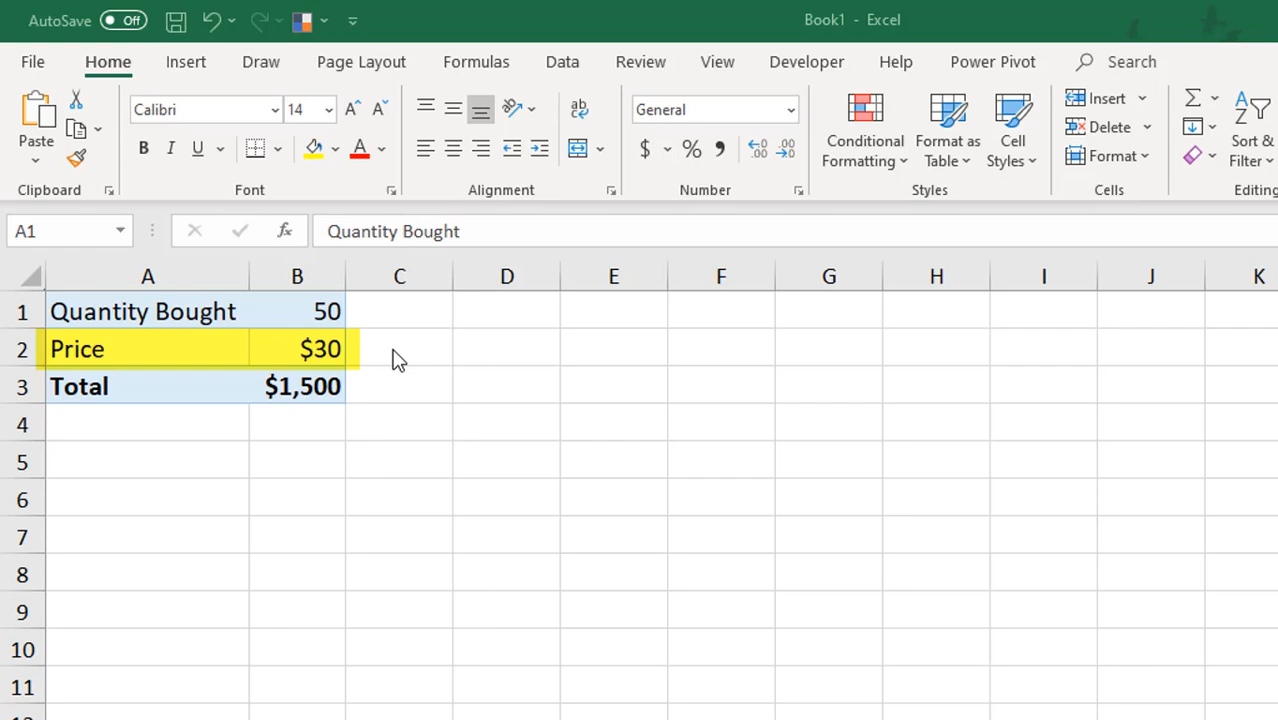 AutoSave Off
Book1 - Excel
File Home Insert Draw Page Layout Formulas Data Review View Developer Help Power Pivot Search
Paste
Calibri 14
B I U A
ab
General
$ % ,
Conditional Formatting
Format as Table
Cell Styles
Insert
Delete
Format
Sort &
Filter
Clipboard Font Alignment Number Styles Cells Editing
A1 fx Quantity Bought
A B C D E F G H I J K
1 Quantity Bought 50
2 Price $30
3 Total $1,500
4
5
6
7
8
9
10
11